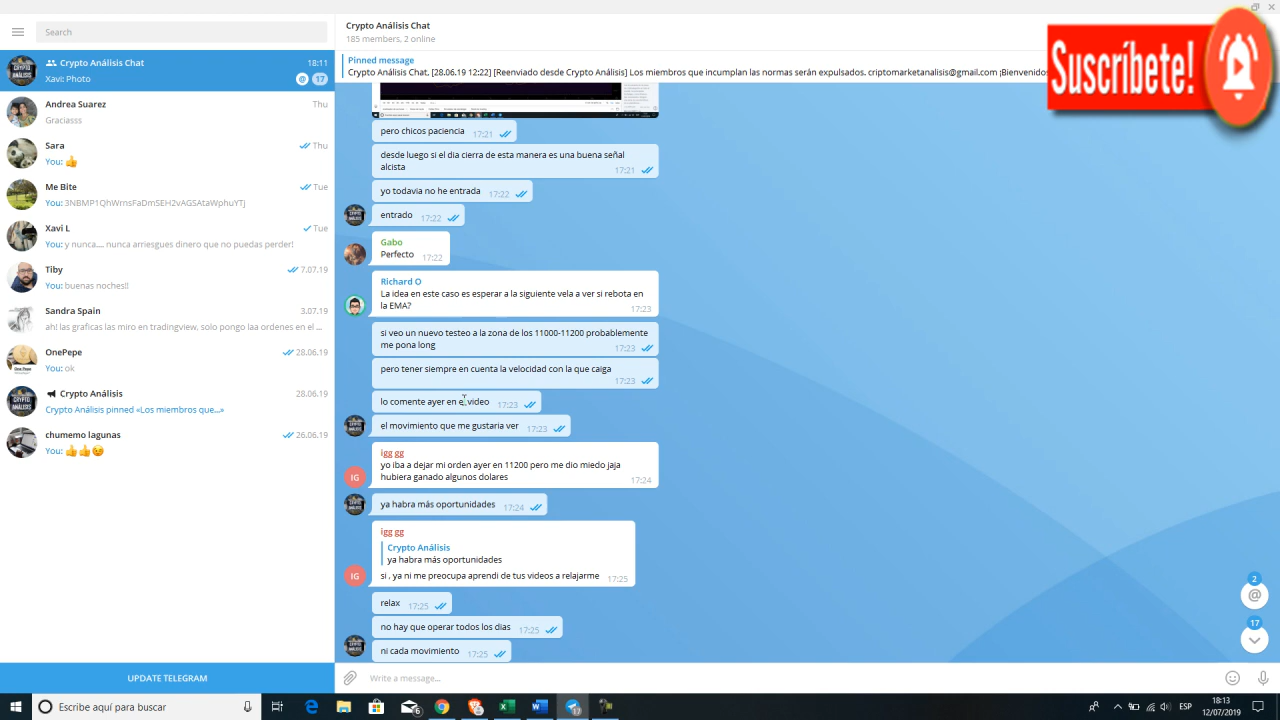 Search
Crypto Análisis Chat
18:11
Xavi: Photo
@
17
Andrea Suarez
Thu
Graciasss
Sara
Thu
You: 👍
Me Bite
Tue
You: 3NBMP1QhWrnsFaDmSEH2vAGSAtaWphuYTj
Xavi L
Tue
You: y nunca.... nunca arriesgues dinero que no puedas perder!
Tiby
7.07.19
You: buenas noches!!
Sandra Spain
3.07.19
ah! las graficas las miro en tradingview, solo pongo laa ordenes en el ...
OnePepe
28.06.19
You: ok
Crypto Análisis
28.06.19
Crypto Análisis pinned «Los miembros que...»
chumemo lagunas
26.06.19
You: 👍👍😉
UPDATE TELEGRAM
Crypto Análisis Chat
185 members, 2 online
Pinned message
Crypto Análisis Chat, [28.06.19 12:22] [Reenviado desde Crypto Análisis] Los miembros que incumplan las normas serán expulsados. criptomarketanalisis@gmail.com ¡Bienvenidos
Suscríbete!
pero chicos paciencia 17:21
desde luego si el dia cierra de esta manera es una buena señal
alcista 17:21
yo todavia no he entrada 17:22
entrado 17:22
Gabo
Perfecto 17:22
Richard O
La idea en este caso es esperar a la siguiente vela a ver si rebota en
la EMA? 17:23
si veo un nuevo testeo a la zona de los 11000-11200 probablemente
me pona long 17:23
pero tener siempre en cuenta la velocidad con la que caiga
17:23
lo comente ayer en el video 17:23
el movimiento que me gustaria ver 17:23
igg gg
yo iba a dejar mi orden ayer en 11200 pero me dio miedo jaja
hubiera ganado algunos dolares 17:24
IG
ya habra más oportunidades 17:24
igg gg
Crypto Análisis
ya habra más oportunidades
si , ya ni me preocupa aprendi de tus videos a relajarme 17:25
IG
relax 17:25
no hay que operar todos los dias 17:25
ni cada movimiento 17:25
2
@
17
Write a message...
Escribe aquí para buscar
17
ESP
18:13
12/07/2019